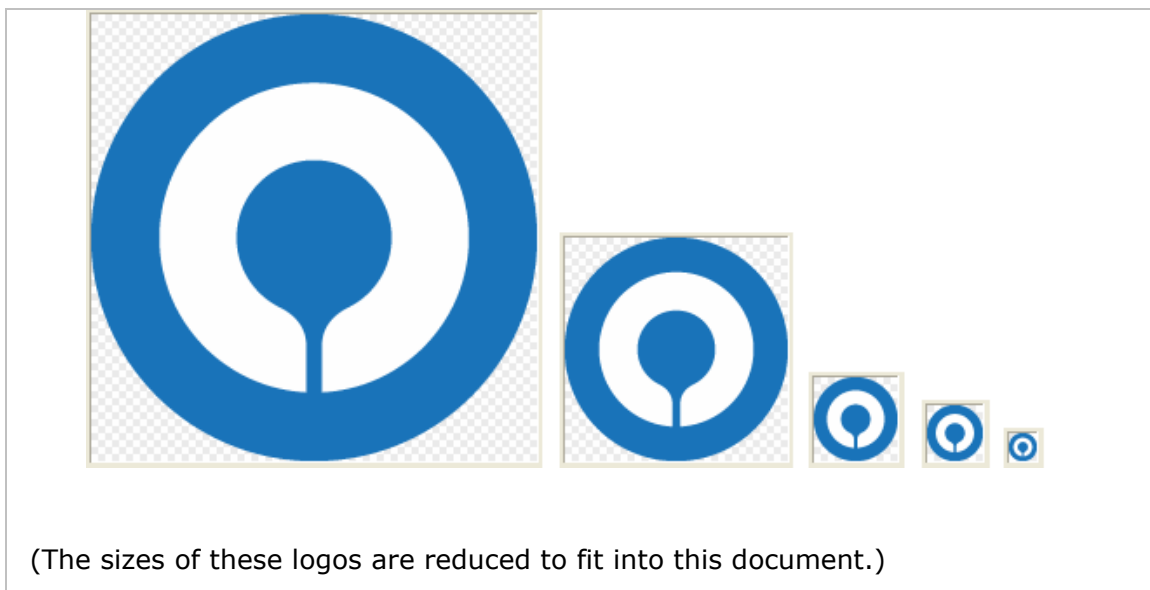 (The sizes of these logos are reduced to fit into this document.)